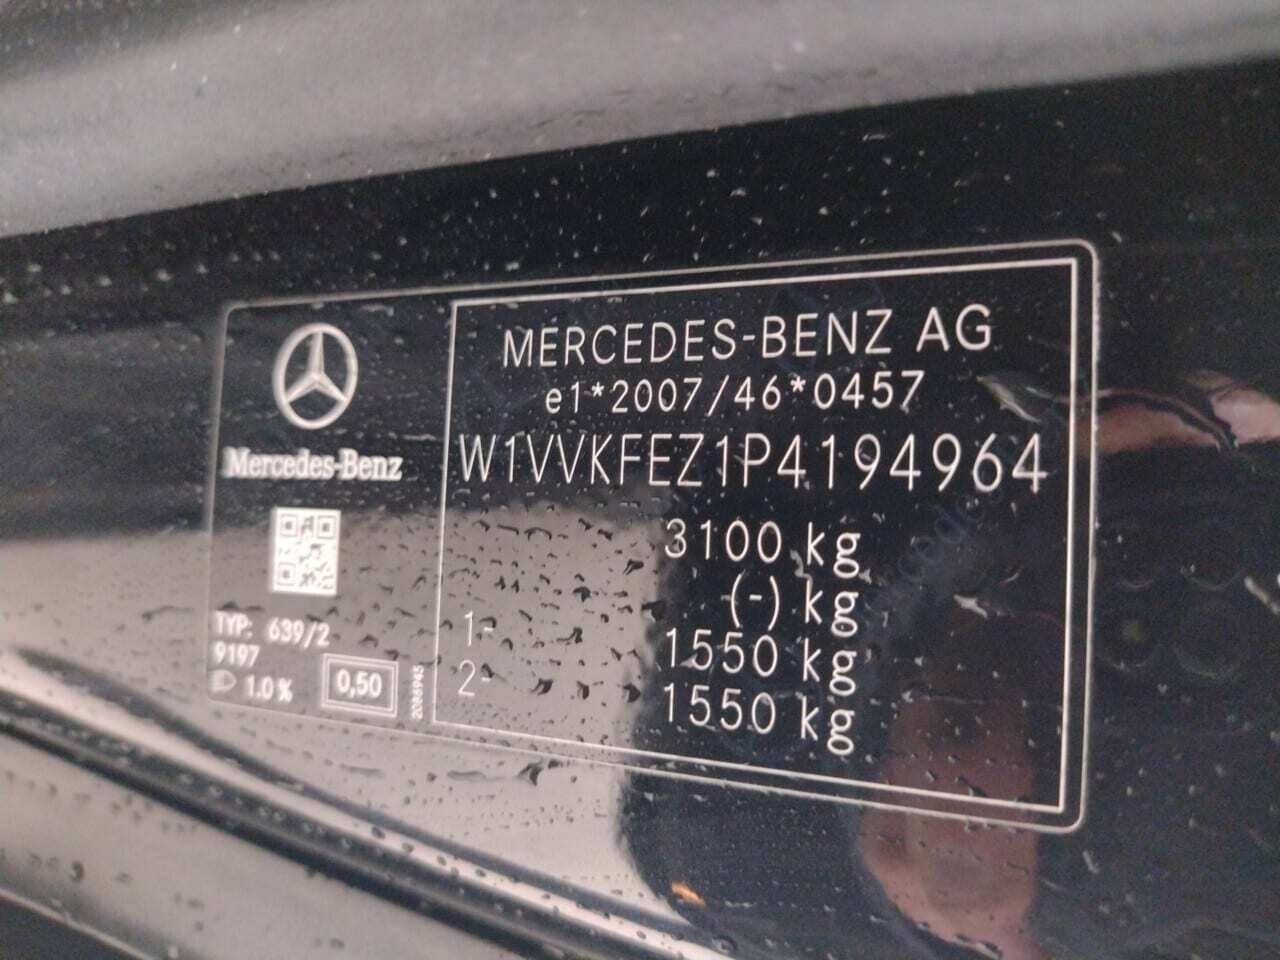 MERCEDES-BENZ AG
e1*2007/46*0457
W1VVKFEZ1P4194964
3100 kg
(-) kg
1- 1550 kg
2- 1550 kg
Mercedes-Benz
TYP: 639/2
9197
1.0 %
0,50